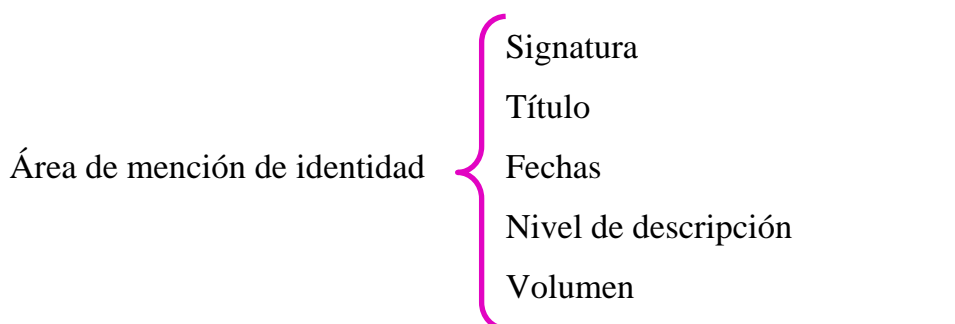 Signatura
Título
Área de mención de identidad
Fechas
Nivel de descripción
Volumen